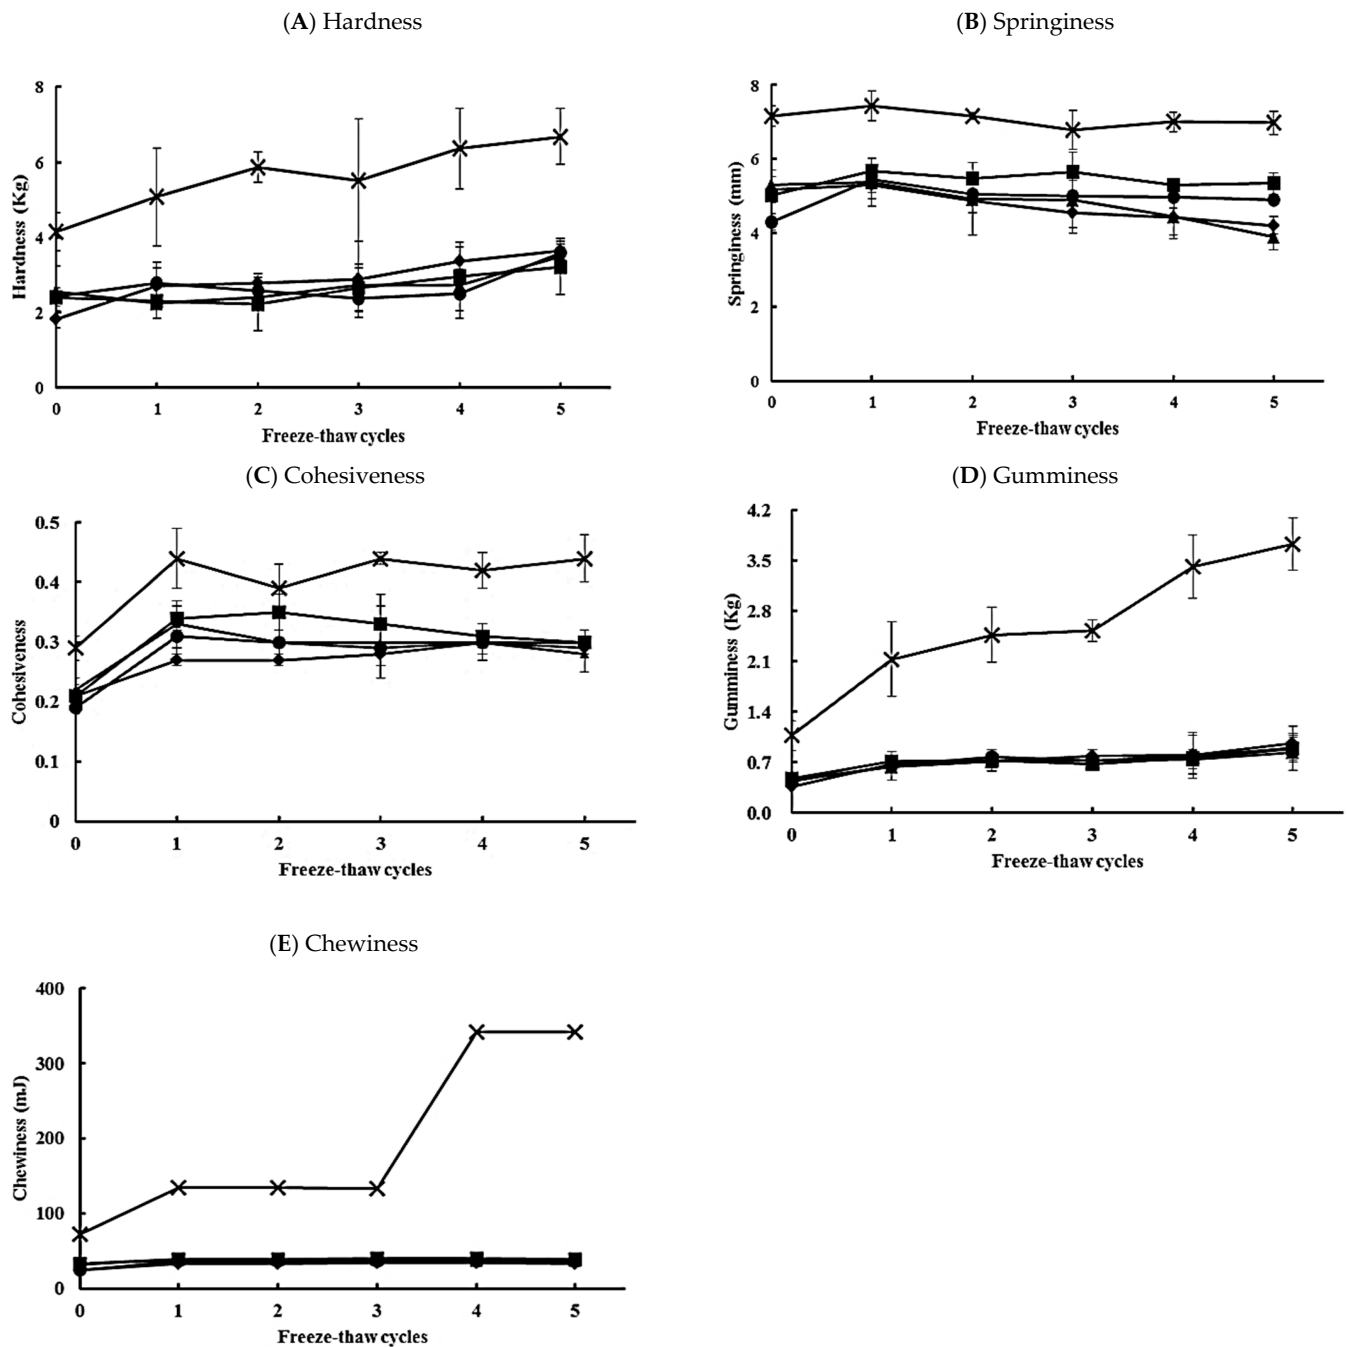 (A) Hardness
(B) Springiness
8
6
4
2
0
Hardness (Kg)
0 1 2 3 4 5
Freeze-thaw cycles
8
6
4
2
0
Springiness (mm)
0 1 2 3 4 5
Freeze-thaw cycles
(C) Cohesiveness
(D) Gumminess
0.5
0.4
0.3
0.2
0.1
0
Cohesiveness
0 1 2 3 4 5
Freeze-thaw cycles
4.2
3.5
2.8
2.1
1.4
0.7
0.0
Gumminess (Kg)
0 1 2 3 4 5
Freeze-thaw cycles
(E) Chewiness
400
300
200
100
0
Chewiness (mJ)
0 1 2 3 4 5
Freeze-thaw cycles